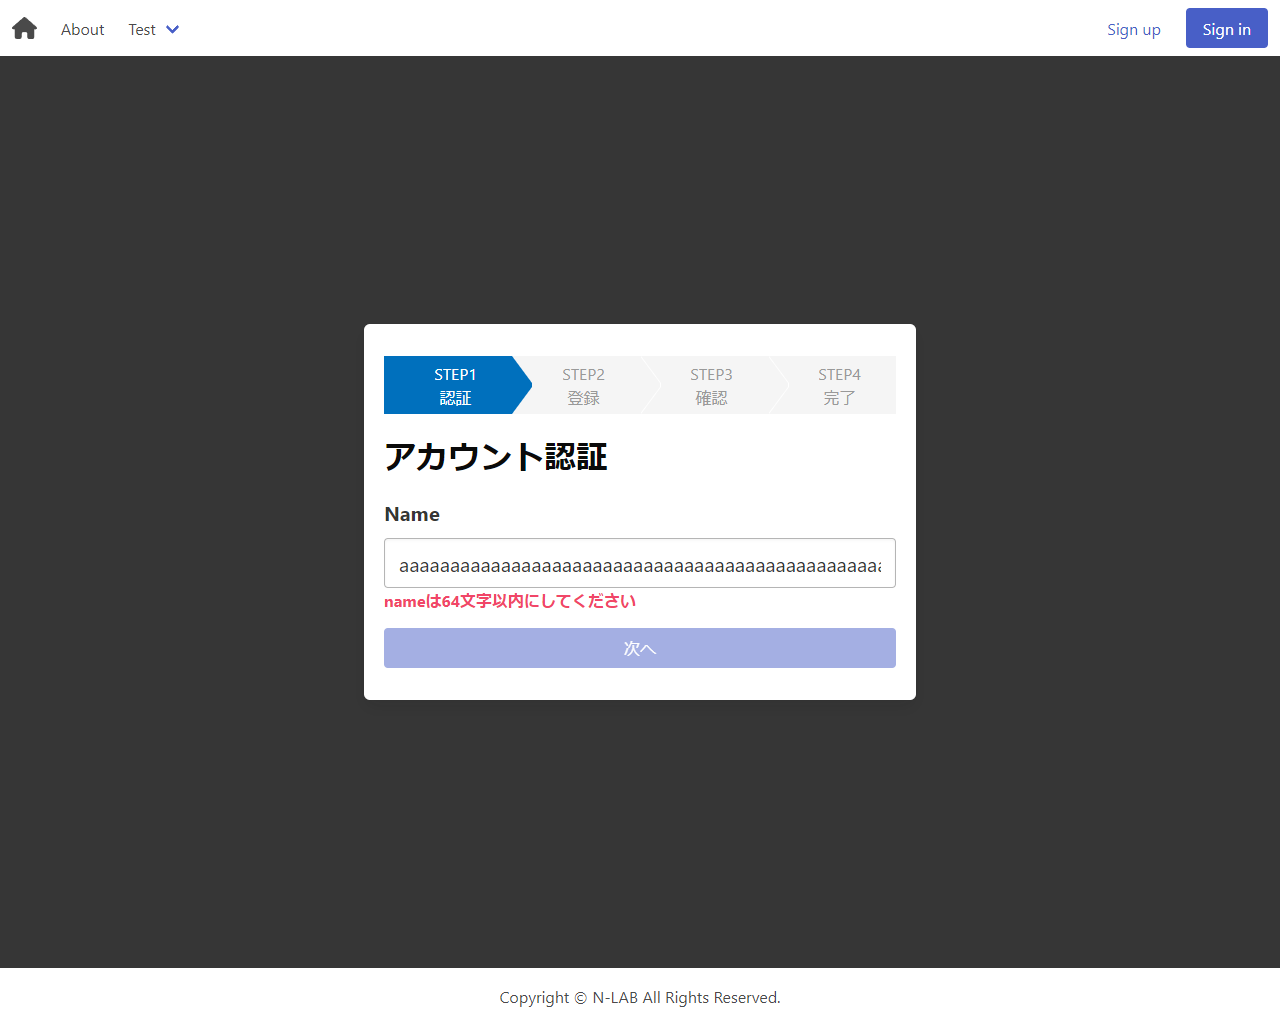 About
Test
Sign up
Sign in
STEP1
認証
STEP2
登録
STEP3
確認
STEP4
完了
アカウント認証
Name
nameは64文字以内にしてください
次へ
Copyright © N-LAB All Rights Reserved.